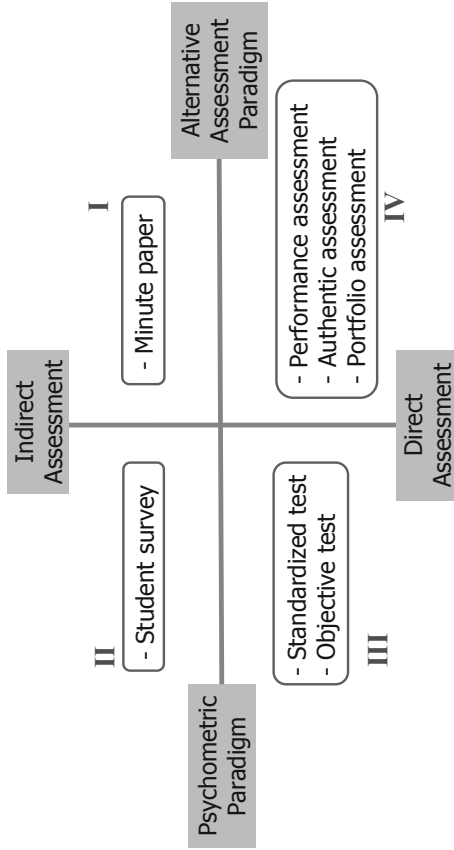 Indirect
Assessment
II
I
- Student survey
- Minute paper
Psychometric
Paradigm
Alternative
Assessment
Paradigm
- Standardized test
- Objective test
- Performance assessment
- Authentic assessment
- Portfolio assessment
III
IV
Direct
Assessment